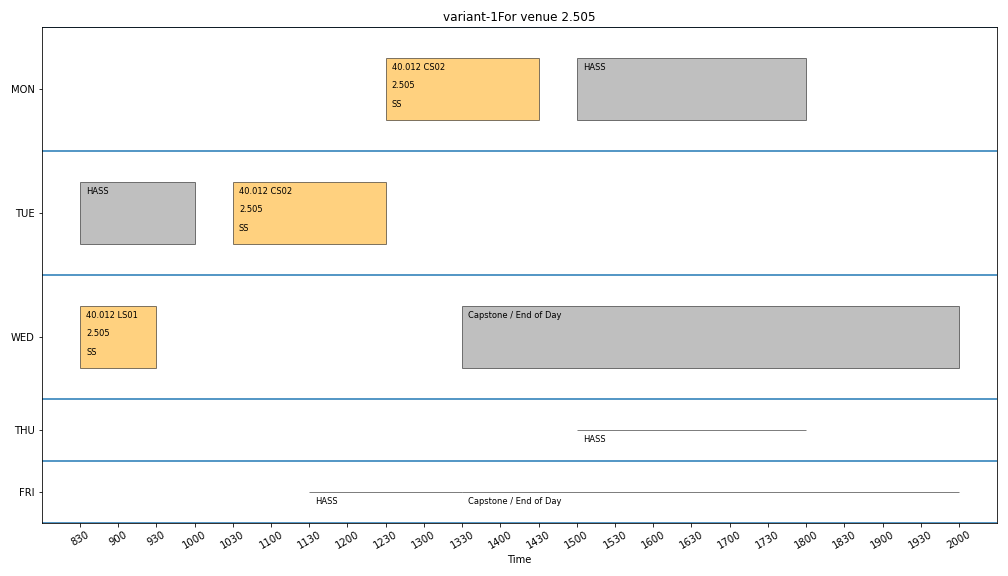 variant-1For venue 2.505
MON
40.012 CS02
2.505
SS
HASS
TUE
HASS
40.012 CS02
2.505
SS
WED
40.012 LS01
2.505
SS
Capstone / End of Day
THU
HASS
FRI
HASS
Capstone / End of Day
830 900 930 1000 1030 1100 1130 1200 1230 1300 1330 1400 1430 1500 1530 1600 1630 1700 1730 1800 1830 1900 1930 2000
Time